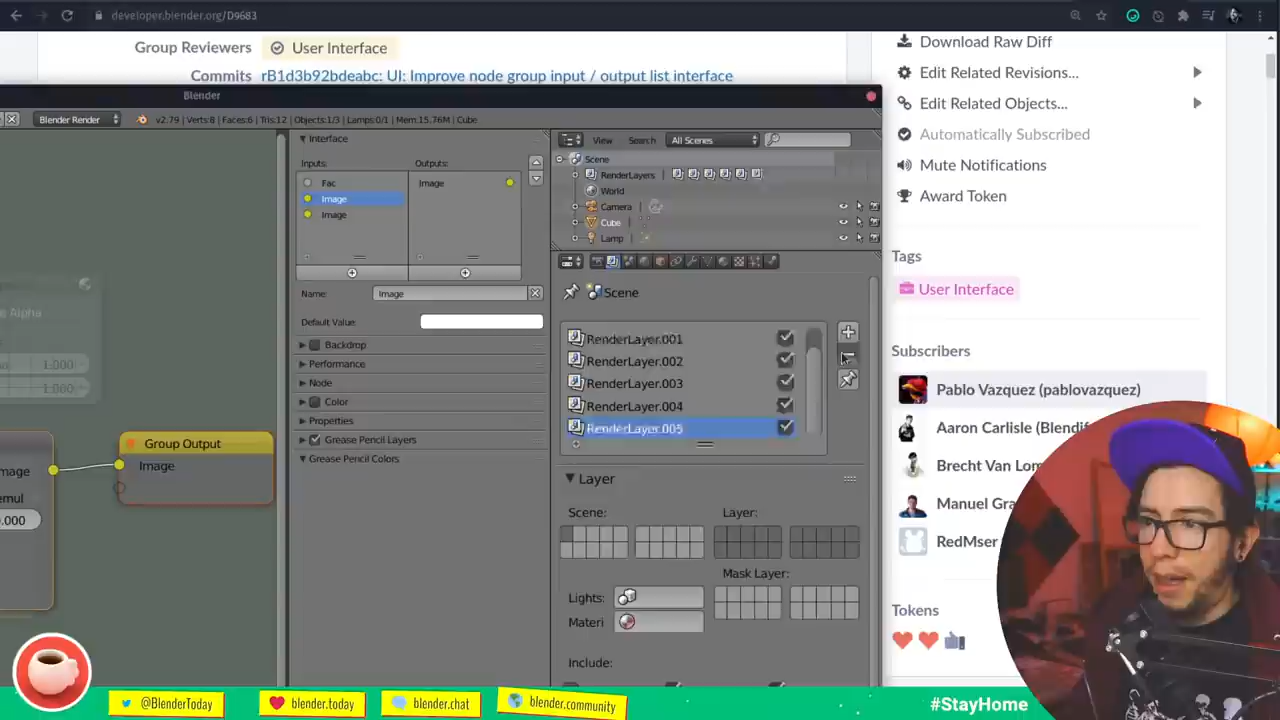 developer.blender.org/D9683
Group Reviewers
User Interface
Commits
rB1d3b92bdeabc: UI: Improve node group input / output list interface
Download Raw Diff
Edit Related Revisions...
Edit Related Objects...
Automatically Subscribed
Mute Notifications
Award Token
Tags
User Interface
Subscribers
Pablo Vazquez (pablovazquez)
Aaron Carlisle
Brecht Van
Manuel
RedMser
Tokens
Blender
Blender Render
v2.79 | Verts:8 | Faces:6 | Tris:12 | Objects:1/3 | Lamps:0/1 | Mem:15.76M | Cube
Interface
Inputs:
Outputs:
Fac
Image
Image
Image
Name:
Image
Default Value:
Backdrop
Performance
Node
Color
Properties
Grease Pencil Layers
Grease Pencil Colors
Alpha
1.000
1.000
Group Output
Image
View
Search
All Scenes
Scene
RenderLayers
World
Camera
Cube
Lamp
Scene
RenderLayer.001
RenderLayer.002
RenderLayer.003
RenderLayer.004
RenderLayer.005
Layer
Scene:
Layer:
Mask Layer:
Lights:
Materi
Include:
@BlenderToday
blender.today
blender.chat
blender.community
#StayHome